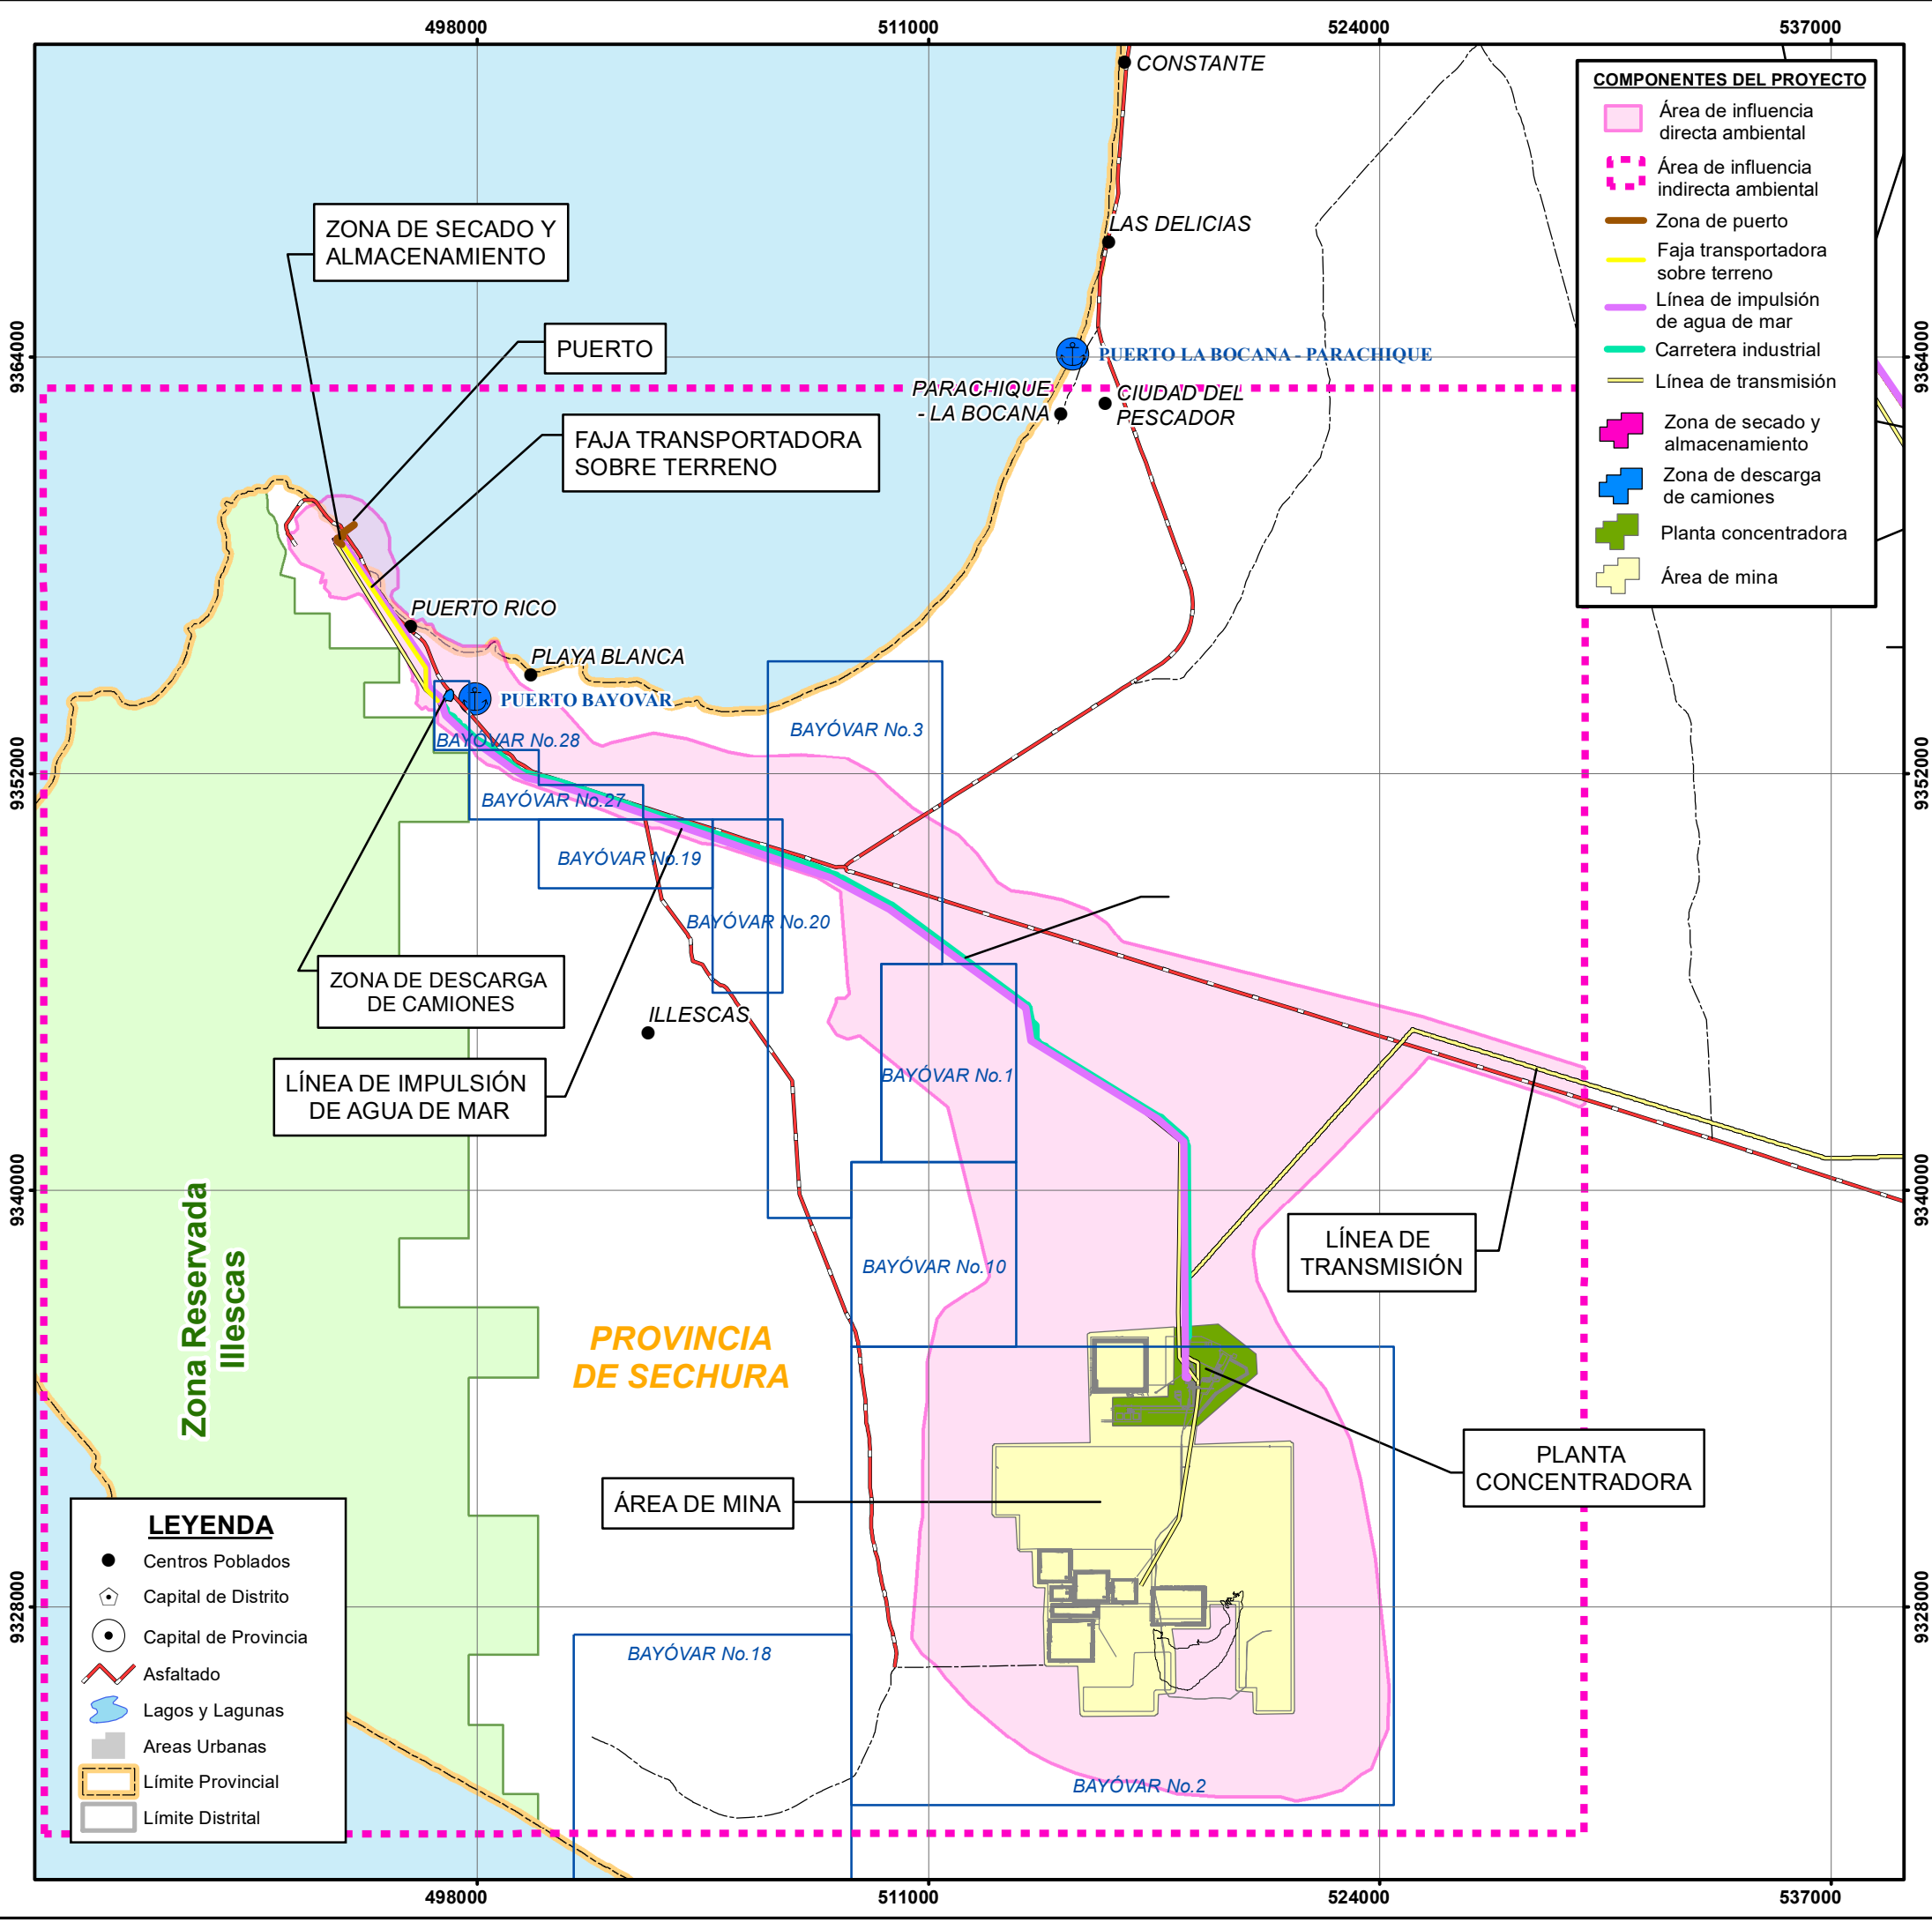 498000
511000
524000
537000
CONSTANTE
COMPONENTES DEL PROYECTO
Área de influencia
directa ambiental
Área de influencia
indirecta ambiental
Zona de puerto
Faja transportadora
sobre terreno
Línea de impulsión
de agua de mar
Carretera industrial
Línea de transmisión
Zona de secado y
almacenamiento
Zona de descarga
de camiones
Planta concentradora
Área de mina
ZONA DE SECADO Y
ALMACENAMIENTO
LAS DELICIAS
PUERTO
9364000
9364000
PUERTO LA BOCANA - PARACHIQUE
PARACHIQUE
- LA BOCANA
CIUDAD DEL
PESCADOR
FAJA TRANSPORTADORA
SOBRE TERRENO
PUERTO RICO
PLAYA BLANCA
PUERTO BAYOVAR
BAYÓVAR No.3
BAYÓVAR No.28
9352000
9352000
BAYÓVAR No.27
BAYÓVAR No.19
BAYÓVAR No.20
ZONA DE DESCARGA
DE CAMIONES
ILLESCAS
LÍNEA DE IMPULSIÓN
DE AGUA DE MAR
BAYÓVAR No.1
9340000
9340000
Zona Reservada
Illescas
LÍNEA DE
TRANSMISIÓN
BAYÓVAR No.10
PROVINCIA
DE SECHURA
PLANTA
CONCENTRADORA
ÁREA DE MINA
9328000
9328000
BAYÓVAR No.18
BAYÓVAR No.2
LEYENDA
Centros Poblados
Capital de Distrito
Capital de Provincia
Asfaltado
Lagos y Lagunas
Areas Urbanas
Límite Provincial
Límite Distrital
498000
511000
524000
537000